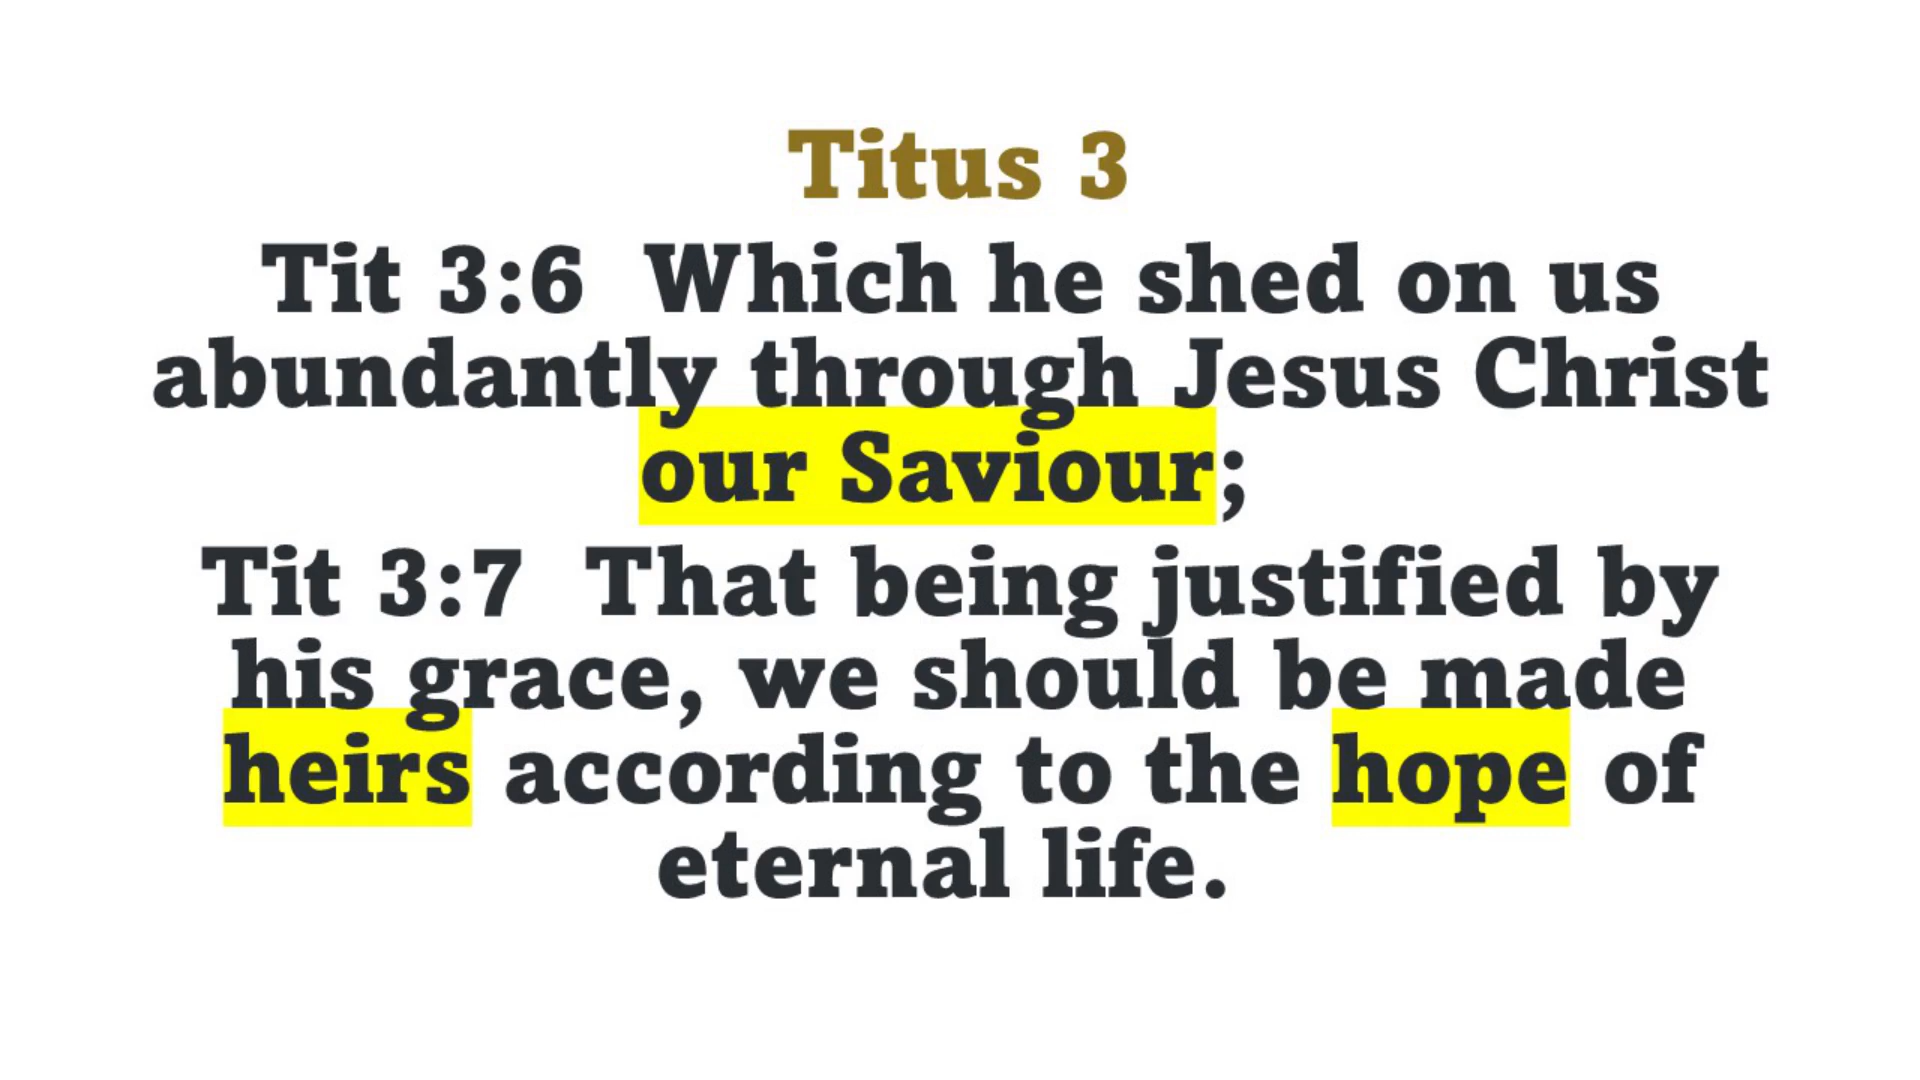 Titus 3
Tit 3:6  Which he shed on us
abundantly through Jesus Christ
our Saviour;
Tit 3:7  That being justified by
his grace, we should be made
heirs according to the hope of
eternal life.